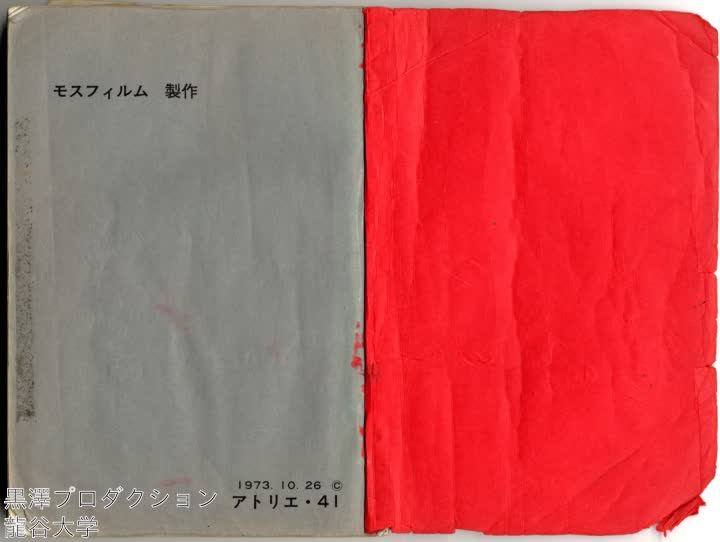 モスフィルム 製作
1973. 10. 26 ©
アトリエ・41
黒澤プロダクション
龍谷大学